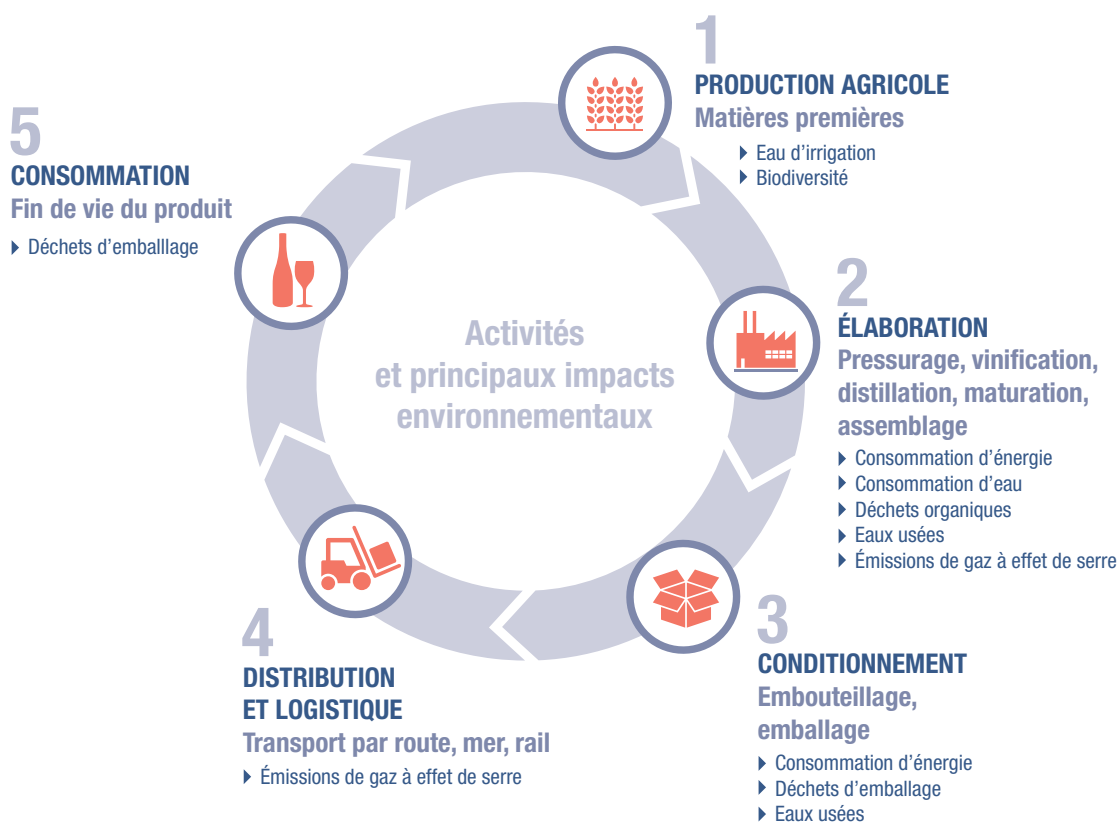 1
PRODUCTION AGRICOLE
Matières premières
Eau d'irrigation
Biodiversité
2
ÉLABORATION
Pressurage, vinification,
distillation, maturation,
assemblage
Consommation d'énergie
Consommation d'eau
Déchets organiques
Eaux usées
Émissions de gaz à effet de serre
3
CONDITIONNEMENT
Embouteillage,
emballage
Consommation d'énergie
Déchets d'emballage
Eaux usées
4
DISTRIBUTION
ET LOGISTIQUE
Transport par route, mer, rail
Émissions de gaz à effet de serre
5
CONSOMMATION
Fin de vie du produit
Déchets d'emballlage
Activités
et principaux impacts
environnementaux